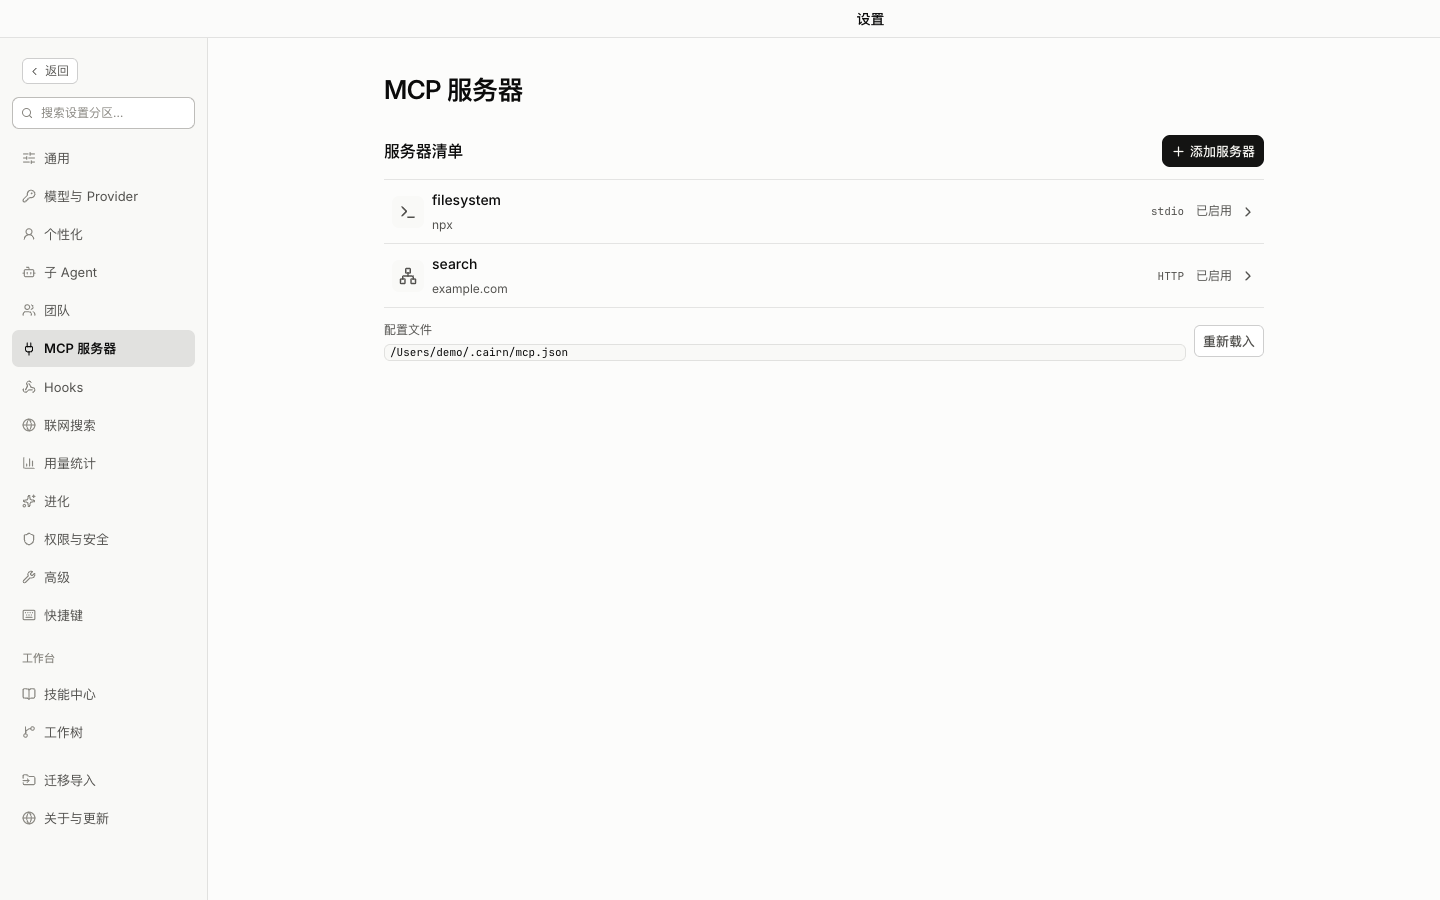 设置
返回
搜索设置分区...
通用
模型与 Provider
个性化
子 Agent
团队
MCP 服务器
Hooks
联网搜索
用量统计
进化
权限与安全
高级
快捷键
工作台
技能中心
工作树
迁移导入
关于与更新
MCP 服务器
服务器清单
添加服务器
filesystem
npx
stdio 已启用
search
example.com
HTTP 已启用
配置文件
/Users/demo/.cairn/mcp.json
重新载入